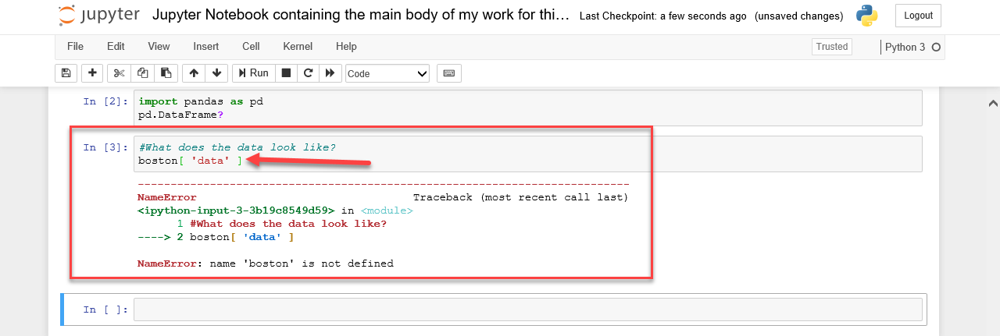 jupyter Jupyter Notebook containing the main body of my work for thi… Last Checkpoint: a few seconds ago (unsaved changes) Logout
File Edit View Insert Cell Kernel Help Trusted Python 3
Run Code
In [2]: import pandas as pd
pd.DataFrame?
In [3]: #What does the data look like?
boston[ 'data' ]
---------------------------------------------------------------------------
NameError Traceback (most recent call last)
<ipython-input-3-3b19c8549d59> in <module>
1 #What does the data look like?
----> 2 boston[ 'data' ]
NameError: name 'boston' is not defined
In [ ]: